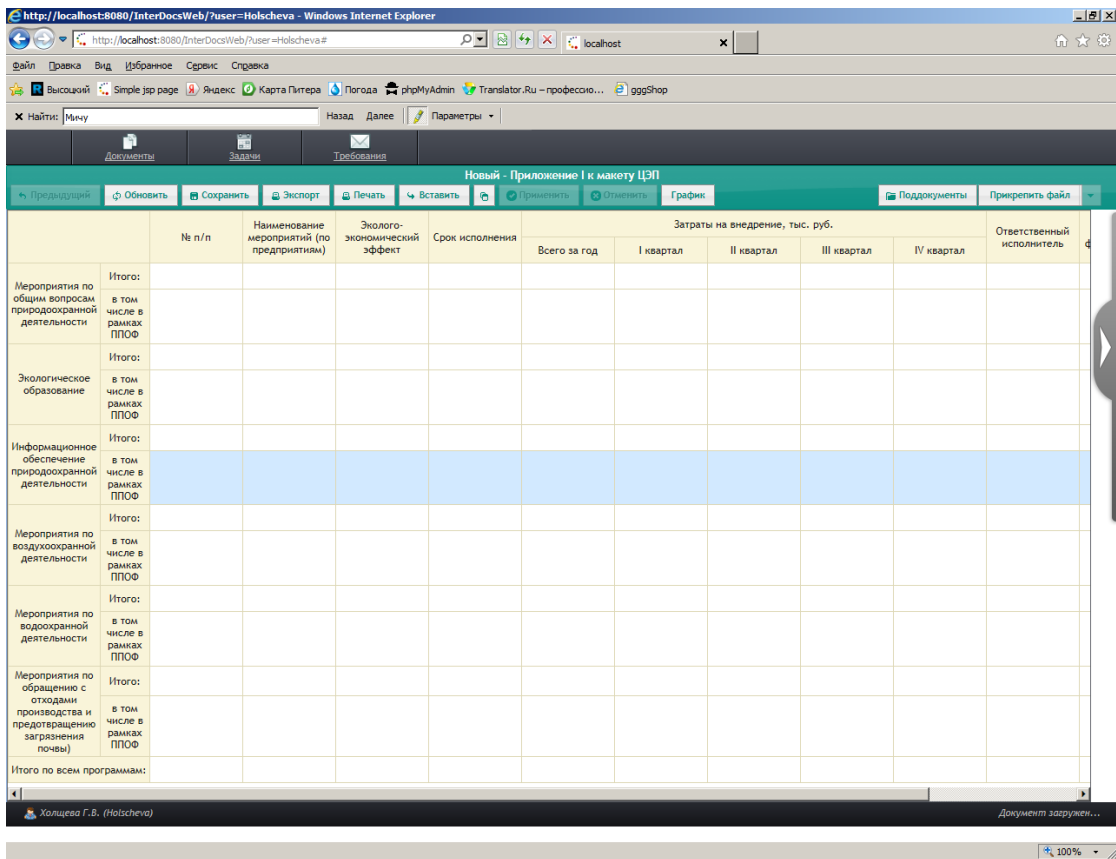 http://localhost:8080/InterDocsWeb/?user=Holscheva - Windows Internet Explorer
http://localhost:8080/InterDocsWeb/?user=Holscheva#
localhost
Файл Правка Вид Избранное Сервис Справка
Высоцкий Simple jsp page Яндекс Карта Питера Погода phpMyAdmin Translator.Ru – профессио... gggShop
Найти: Мичу Назад Далее Параметры
Документы Задачи Требования
Новый - Приложение I к макету ЦЭП
Предыдущий Обновить Сохранить Экспорт Печать Вставить Применить Отменить График Поддокументы Прикрепить файл
№ п/п
Наименование
мероприятий (по
предприятиям)
Эколого-
экономический
эффект
Срок исполнения
Затраты на внедрение, тыс. руб.
Всего за год I квартал II квартал III квартал IV квартал
Ответственный
исполнитель
Мероприятия по
общим вопросам
природоохранной
деятельности
Итого:
в том
числе в
рамках
ППОФ
Экологическое
образование
Итого:
в том
числе в
рамках
ППОФ
Информационное
обеспечение
природоохранной
деятельности
Итого:
в том
числе в
рамках
ППОФ
Мероприятия по
воздухоохранной
деятельности
Итого:
в том
числе в
рамках
ППОФ
Мероприятия по
водоохранной
деятельности
Итого:
в том
числе в
рамках
ППОФ
Мероприятия по
обращению с
отходами
производства и
предотвращению
загрязнения
почвы)
Итого:
в том
числе в
рамках
ППОФ
Итого по всем программам:
Холщева Г.В. (Holscheva) Документ загружен...
100%